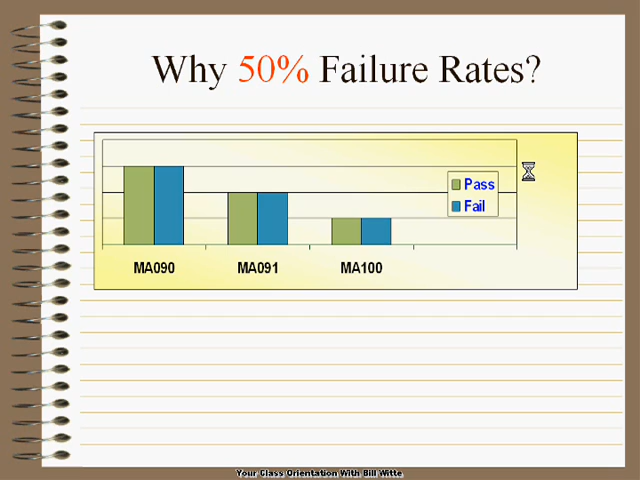 Why 50% Failure Rates?
Pass
Fail
MA090 MA091 MA100
Your Class Orientation With Bill Witte